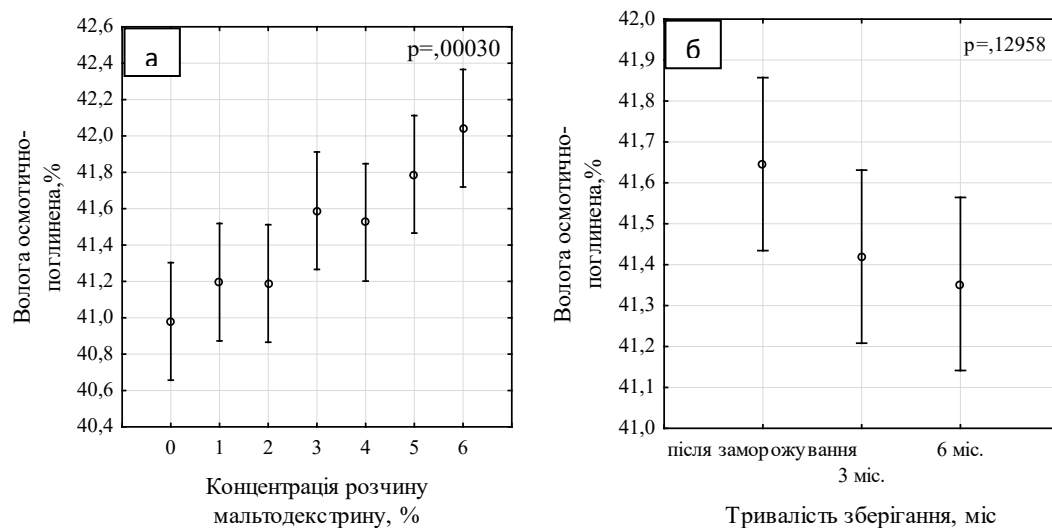 а
p=,00030
42,6
42,4
42,2
42,0
41,8
41,6
41,4
41,2
41,0
40,8
40,6
40,4
0 1 2 3 4 5 6
Волога осмотично-
поглинена,%
Концентрація розчину
мальтодекстрину, %
б
p=,12958
42,0
41,9
41,8
41,7
41,6
41,5
41,4
41,3
41,2
41,1
41,0
після заморожування 6 міс.
3 міс.
Волога осмотично-
поглинена,%
Тривалість зберігання, міс